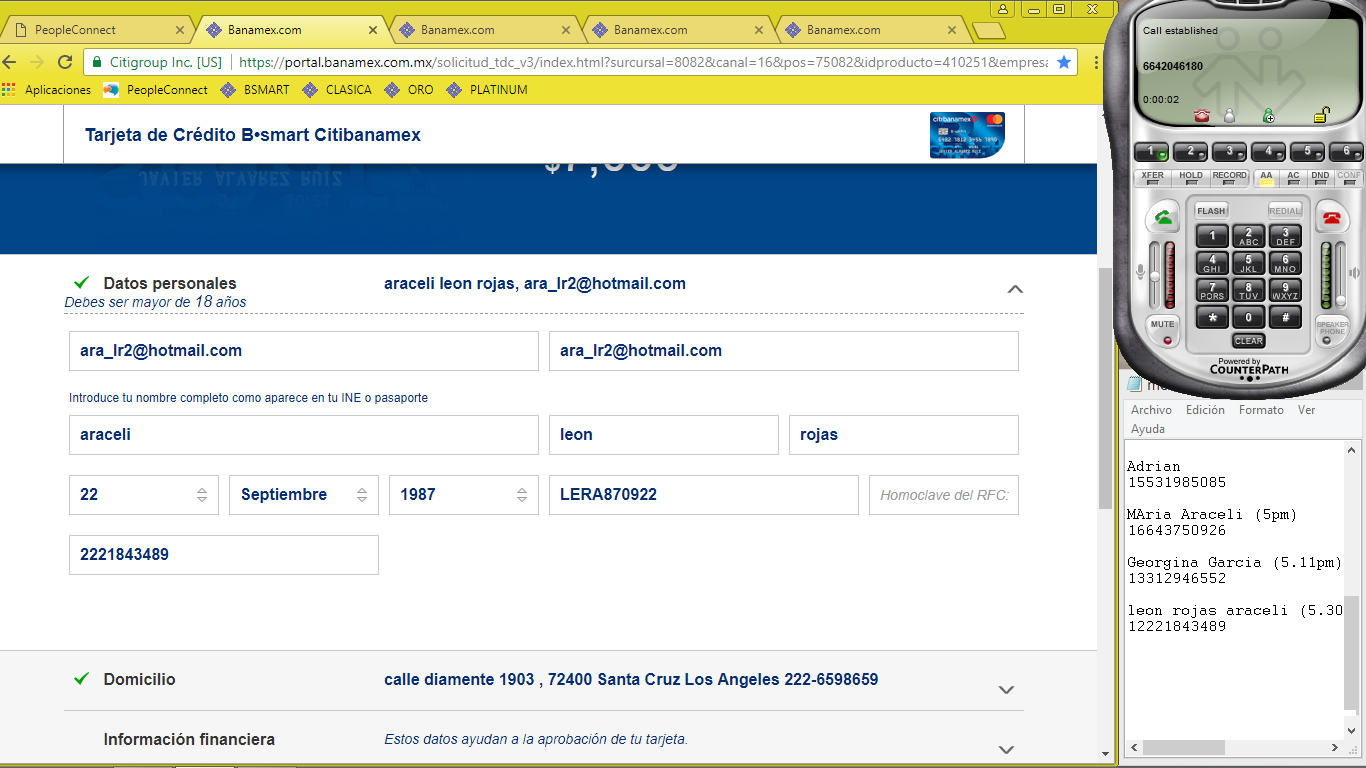 PeopleConnect
Banamex.com
Banamex.com
Banamex.com
Banamex.com
Citigroup Inc. [US] https://portal.banamex.com.mx/solicitud_tdc_v3/index.html?surcursal=8082&canal=16&pos=75082&idproducto=410251&empresa
Aplicaciones PeopleConnect BSMART CLASICA ORO PLATINUM
Tarjeta de Crédito B•smart Citibanamex
citibanamex
JAVIER ALVAREZ RUIZ
Datos personales araceli leon rojas, ara_lr2@hotmail.com
Debes ser mayor de 18 años
ara_lr2@hotmail.com ara_lr2@hotmail.com
Introduce tu nombre completo como aparece en tu INE o pasaporte
araceli leon rojas
22 Septiembre 1987 LERA870922 Homoclave del RFC:
2221843489
Domicilio calle diamente 1903 , 72400 Santa Cruz Los Angeles 222-6598659
Información financiera Estos datos ayudan a la aprobación de tu tarjeta.
Call established
6642046180
0:00:02
1 2 3 4 5 6
XFER HOLD RECORD AA AC DND CONF
FLASH REDIAL
1 2 ABC 3 DEF
4 GHI 5 JKL 6 MNO
7 PQRS 8 TUV 9 WXYZ
* 0 #
MUTE SPEAKER PHONE
CLEAR
Powered by
COUNTERPATH
Archivo Edición Formato Ver
Ayuda
Adrian
15531985085
MAria Araceli (5pm)
16643750926
Georgina Garcia (5.11pm)
13312946552
leon rojas araceli (5.30
12221843489